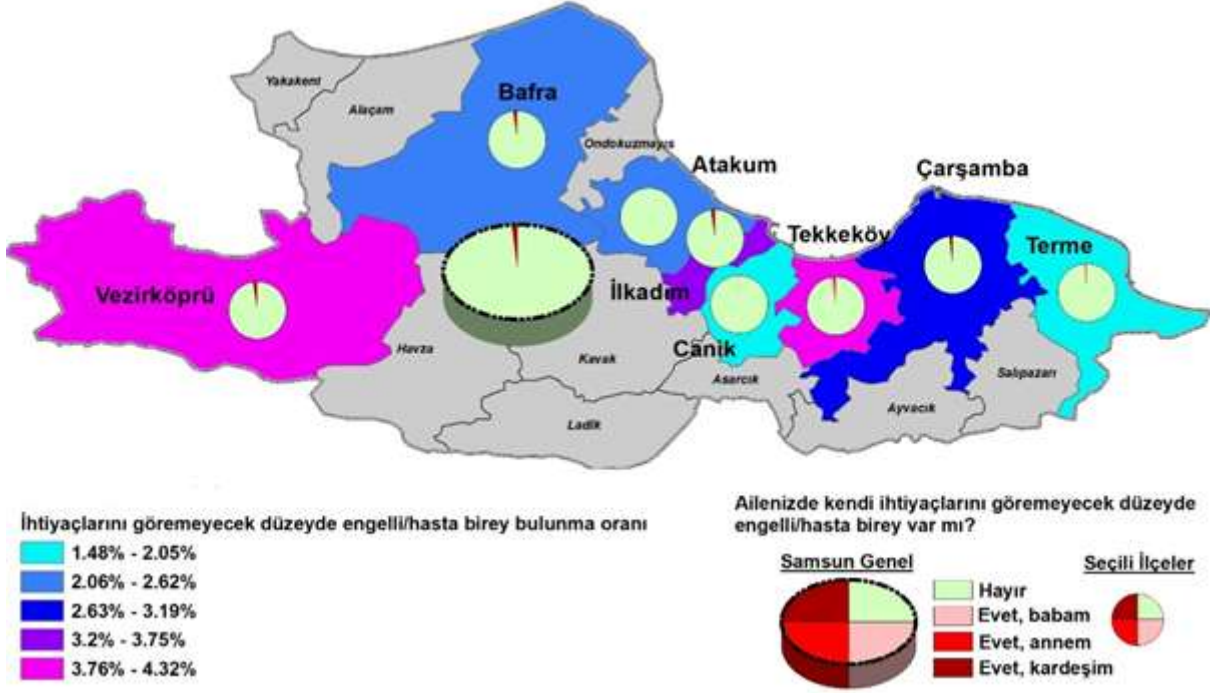 Yakakent
Alaçam
Bafra
Ondokuzmayıs
Atakum
Çarşamba
Tekkeköy
Terme
Vezirköprü
İlkadım
Havza
Kavak
Canik
Asarcık
Salıpazarı
Ayvacık
Ladik
İhtiyaçlarını göremeyecek düzeyde engelli/hasta birey bulunma oranı
1.48% - 2.05%
2.06% - 2.62%
2.63% - 3.19%
3.2% - 3.75%
3.76% - 4.32%
Ailenizde kendi ihtiyaçlarını göremeyecek düzeyde
engelli/hasta birey var mı?
Samsun Genel
Seçili İlçeler
Hayır
Evet, babam
Evet, annem
Evet, kardeşim